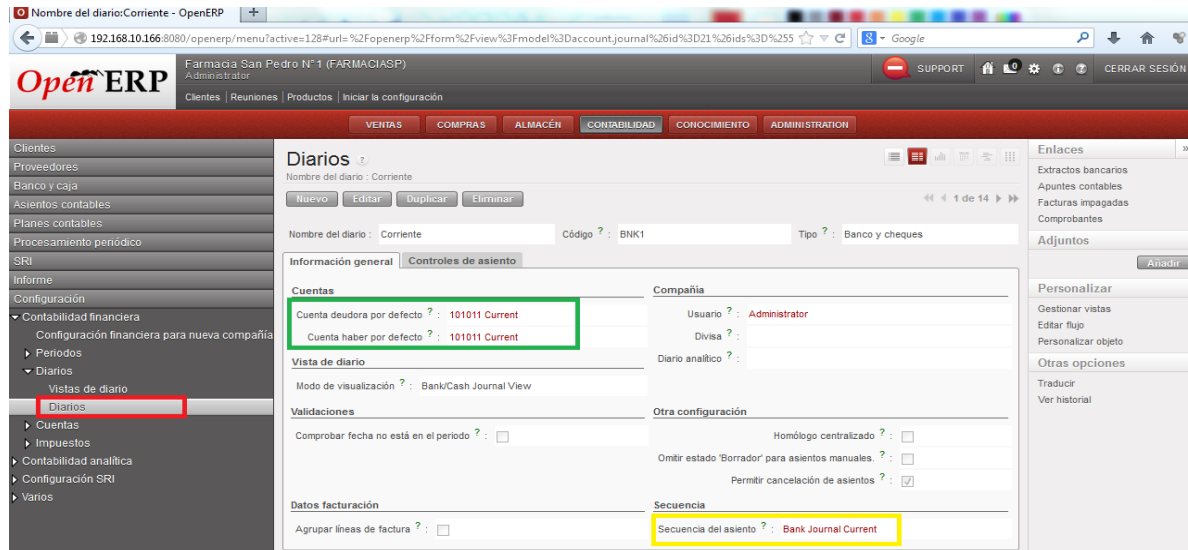 Nombre del diario:Corriente - OpenERP
192.168.10.166:8080/openerp/menu?active=128#url=%2Fopenerp%2Fform%2Fview%3Fmodel%3Daccount.journal%26id%3D21%26ids%3D%255
Google
Open ERP
Farmacia San Pedro N°1 (FARMACIASP)
Administrator
SUPPORT
0
CERRAR SESIÓN
Clientes | Reuniones | Productos | Iniciar la configuración
VENTAS COMPRAS ALMACÉN CONTABILIDAD CONOCIMIENTO ADMINISTRATION
Clientes
Proveedores
Banco y caja
Asientos contables
Planes contables
Procesamiento periódico
SRI
Informe
Configuración
Contabilidad financiera
Configuración financiera para nueva compañía
Periodos
Diarios
Vistas de diario
Diarios
Cuentas
Impuestos
Contabilidad analítica
Configuración SRI
Varios
Diarios ?
Nombre del diario : Corriente
Nuevo Editar Duplicar Eliminar
1 de 14
Nombre del diario : Corriente Código ? : BNK1 Tipo ? : Banco y cheques
Información general Controles de asiento
Cuentas
Cuenta deudora por defecto ? : 101011 Current
Cuenta haber por defecto ? : 101011 Current
Compañía
Usuario ? : Administrator
Divisa ? :
Diario analítico ? :
Vista de diario
Modo de visualización ? : Bank/Cash Journal View
Validaciones
Comprobar fecha no está en el periodo ? :
Otra configuración
Homólogo centralizado ? :
Omitir estado 'Borrador' para asientos manuales. ? :
Permitir cancelación de asientos ? :
Datos facturación
Agrupar líneas de factura ? :
Secuencia
Secuencia del asiento ? : Bank Journal Current
Enlaces
Extractos bancarios
Apuntes contables
Facturas impagadas
Comprobantes
Adjuntos
Añadir
Personalizar
Gestionar vistas
Editar flujo
Personalizar objeto
Otras opciones
Traducir
Ver historial